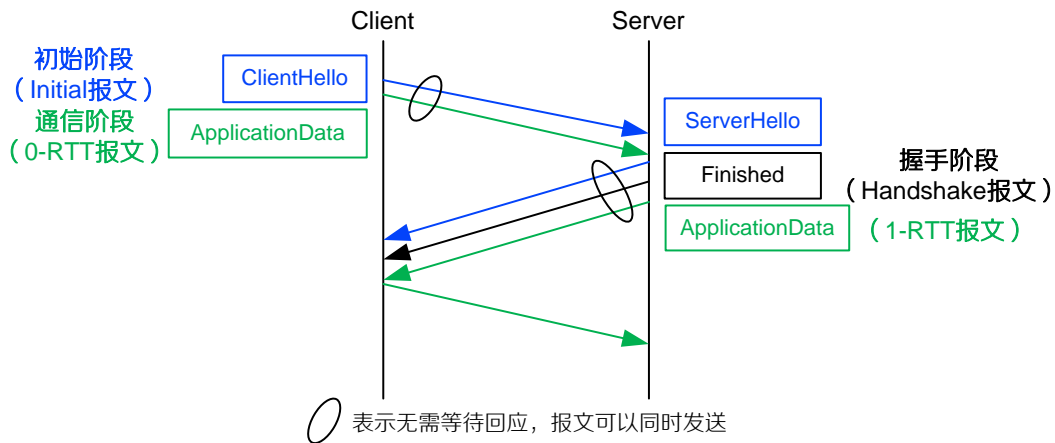 Client
Server
初始阶段
（Initial报文）
ClientHello
通信阶段
（0-RTT报文）
ApplicationData
ServerHello
Finished
握手阶段
（Handshake报文）
ApplicationData
（1-RTT报文）
表示无需等待回应，报文可以同时发送